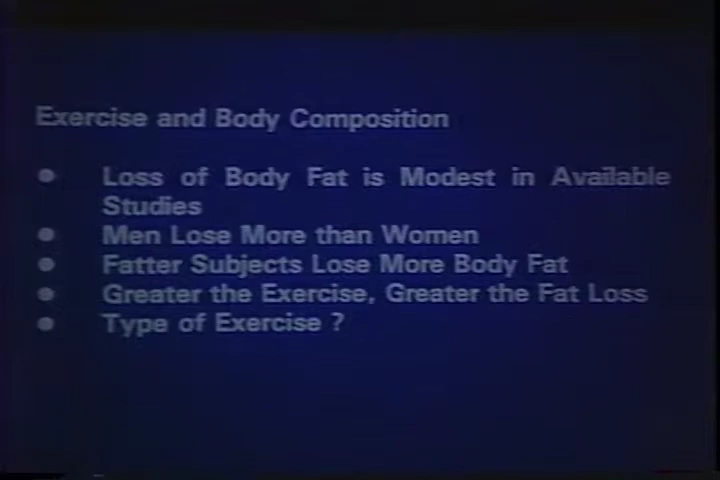 Exercise and Body Composition
● Loss of Body Fat is Modest in Available
Studies
● Men Lose More than Women
● Fatter Subjects Lose More Body Fat
● Greater the Exercise, Greater the Fat Loss
● Type of Exercise ?